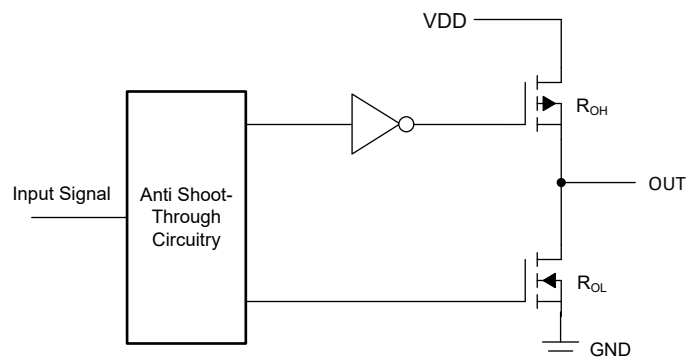 VDD
ROH
Input Signal
Anti Shoot-
Through
Circuitry
OUT
ROL
GND